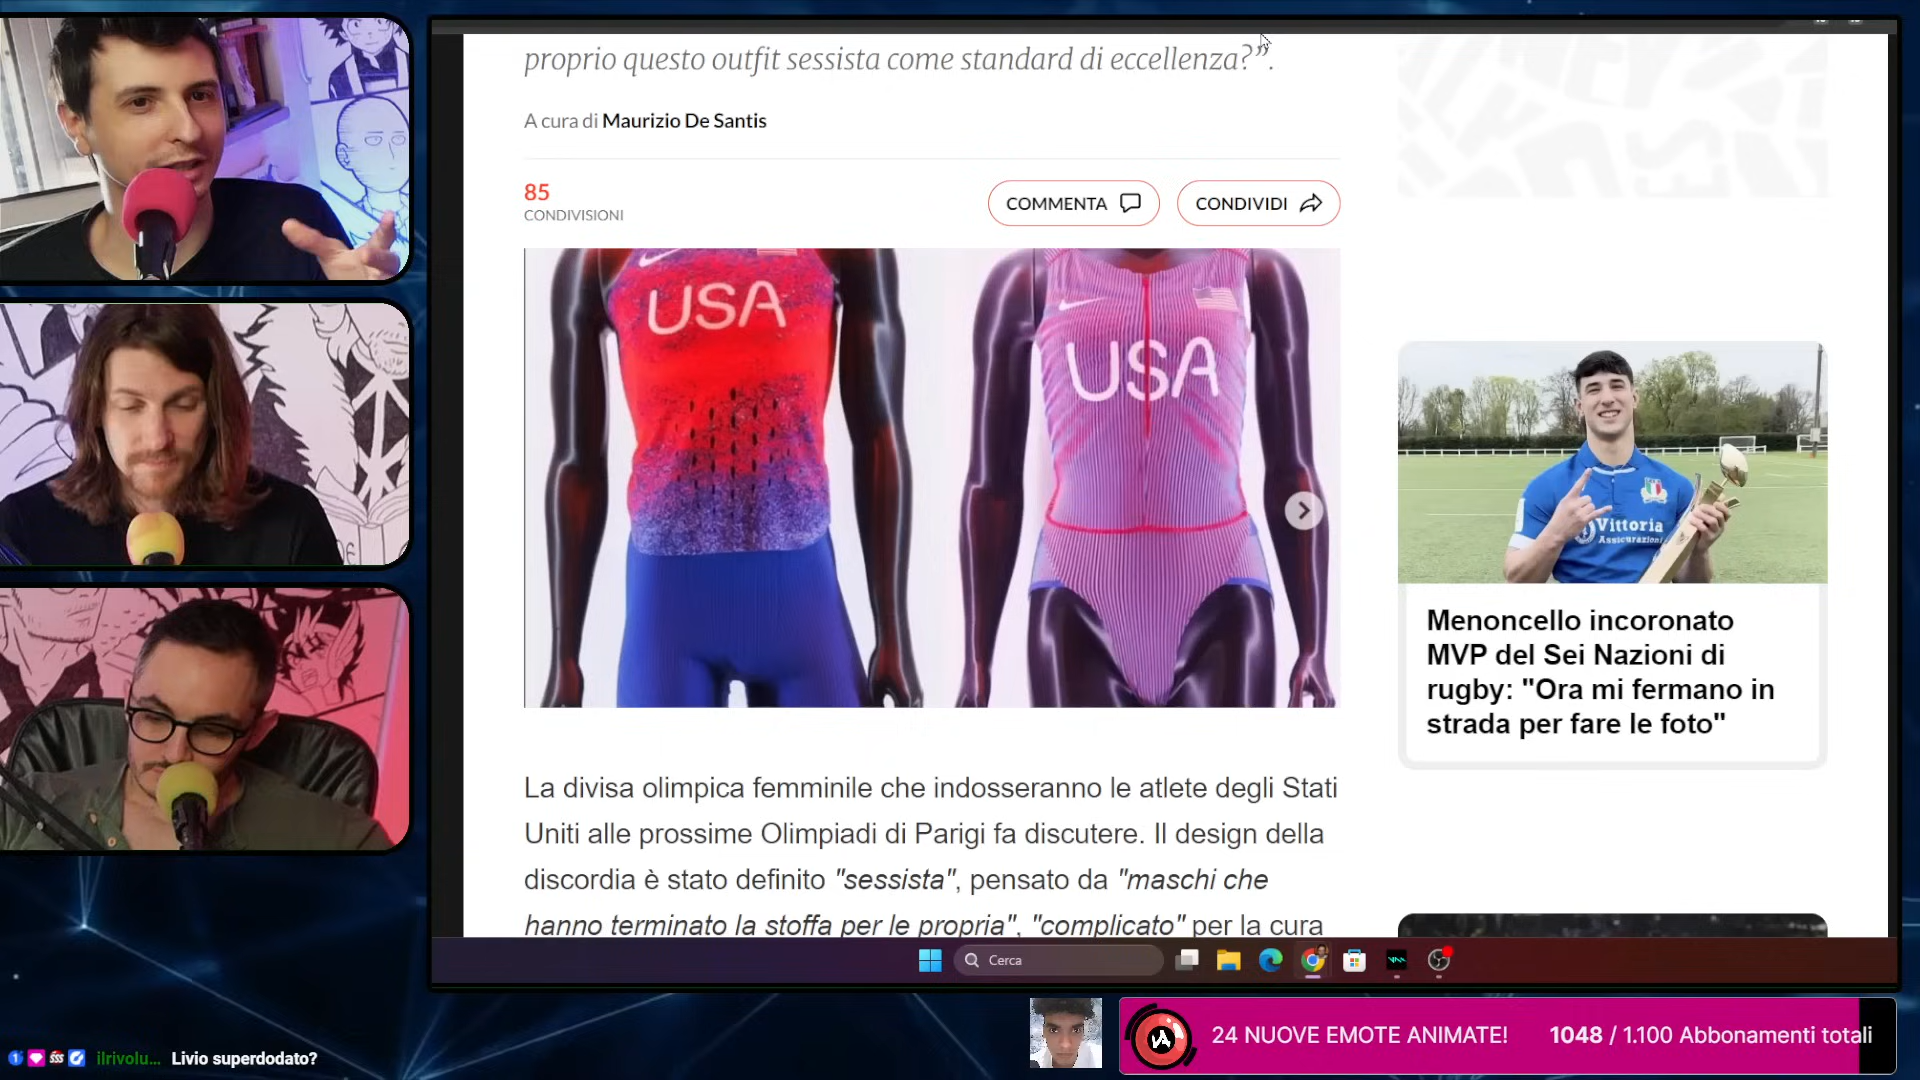 proprio questo outfit sessista come standard di eccellenza?”.
A cura di Maurizio De Santis
85
CONDIVISIONI
COMMENTA
CONDIVIDI
USA
USA
Vittoria
Assicurazioni
Menoncello incoronato
MVP del Sei Nazioni di
rugby: "Ora mi fermano in
strada per fare le foto"
La divisa olimpica femminile che indosseranno le atlete degli Stati
Uniti alle prossime Olimpiadi di Parigi fa discutere. Il design della
discordia è stato definito "sessista", pensato da "maschi che
hanno terminato la stoffa per le propria", "complicato" per la cura
Cerca
24 NUOVE EMOTE ANIMATE! 1048 / 1.100 Abbonamenti totali
ilrivolu... Livio superdodato?